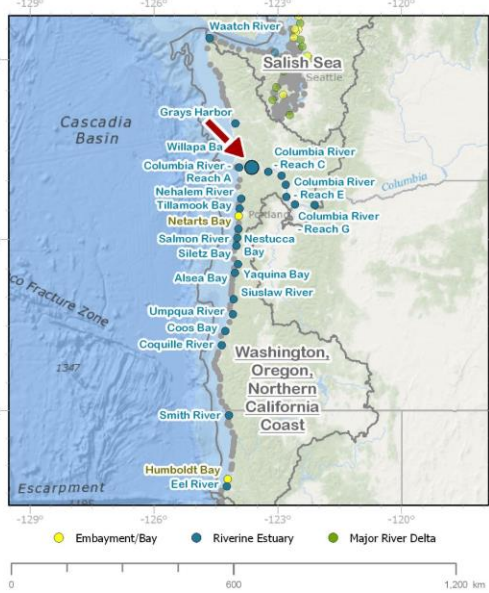 -129°
-126°
-123°
-120°
Waatch River
Salish Sea
Seattle
Grays Harbor
Cascadia
Basin
Willapa Ba
Columbia River -
Reach A
Columbia River
- Reach C
Columbia River
- Reach E
Columbia
Columbia River
- Reach G
Nehalem River
Tillamook Bay
Netarts Bay
Salmon River
Nestucca
Bay
Siletz Bay
Alsea Bay
Yaquina Bay
Siuslaw River
co Fracture Zone
Umpqua River
Coos Bay
Coquille River
Washington,
Oregon,
Northern
California
Coast
1347
Smith River
Humboldt Bay
Eel River
Escarpment
-129°
-126°
-123°
-120°
Embayment/Bay
Riverine Estuary
Major River Delta
0
600
1,200 km